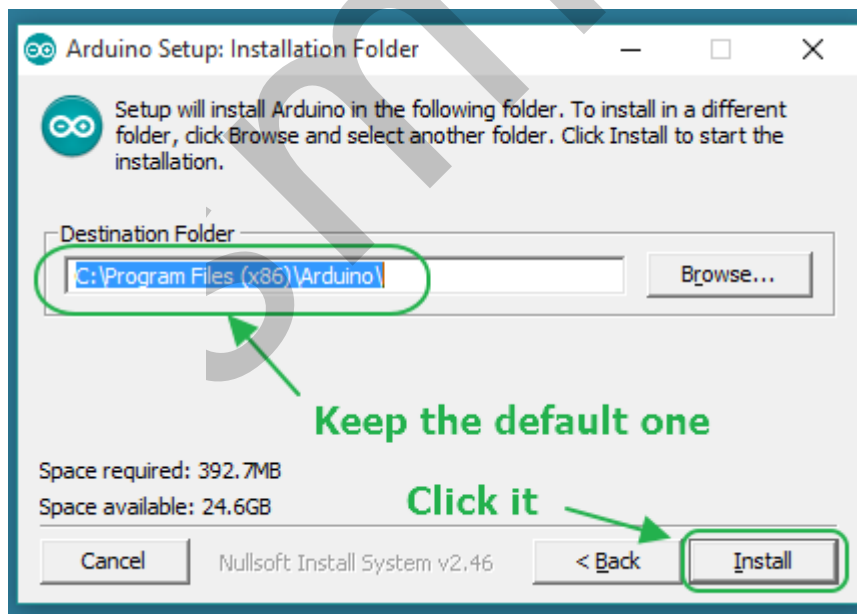 Arduino Setup: Installation Folder
Setup will install Arduino in the following folder. To install in a different
folder, click Browse and select another folder. Click Install to start the
installation.
Destination Folder
C:\Program Files (x86)\Arduino\
Browse...
Keep the default one
Space required: 392.7MB
Space available: 24.6GB
Click it
Cancel
Nullsoft Install System v2.46
< Back
Install